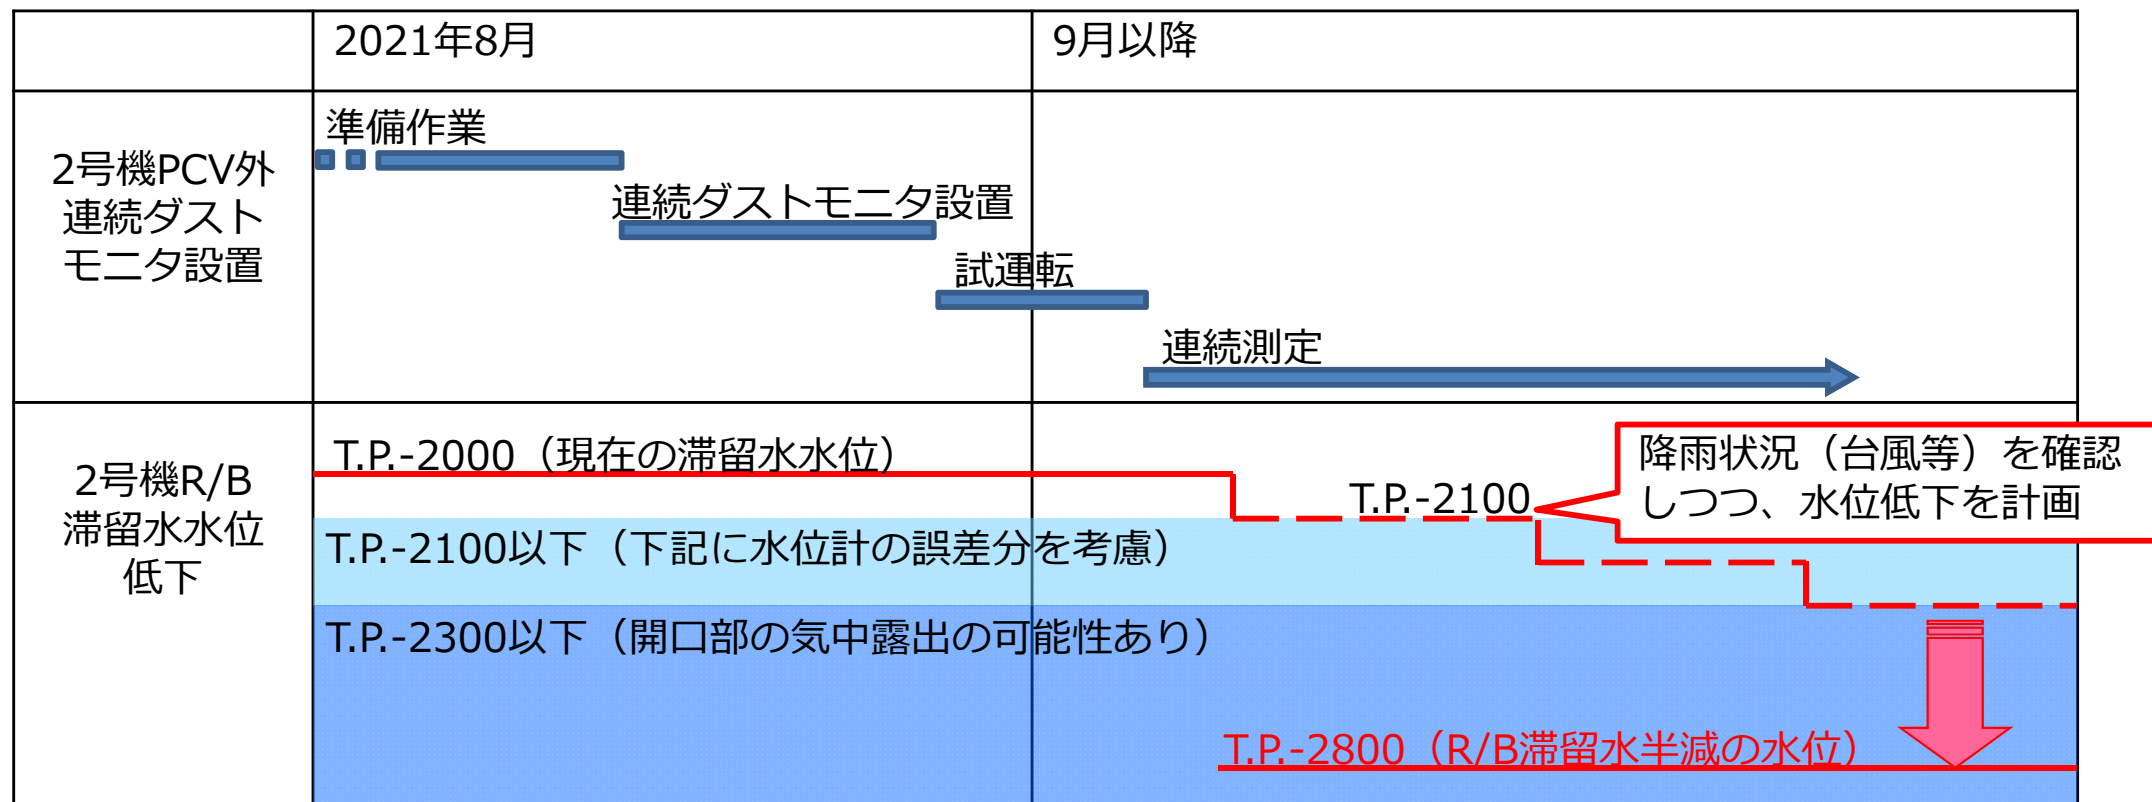 2021年8月
9月以降
2号機PCV外
連続ダスト
モニタ設置
準備作業
連続ダストモニタ設置
試運転
連続測定
2号機R/B
滞留水水位
低下
T.P.-2000（現在の滞留水水位）
T.P.-2100
降雨状況（台風等）を確認
しつつ、水位低下を計画
T.P.-2100以下（下記に水位計の誤差分を考慮）
T.P.-2300以下（開口部の気中露出の可能性あり）
T.P.-2800（R/B滞留水半減の水位）